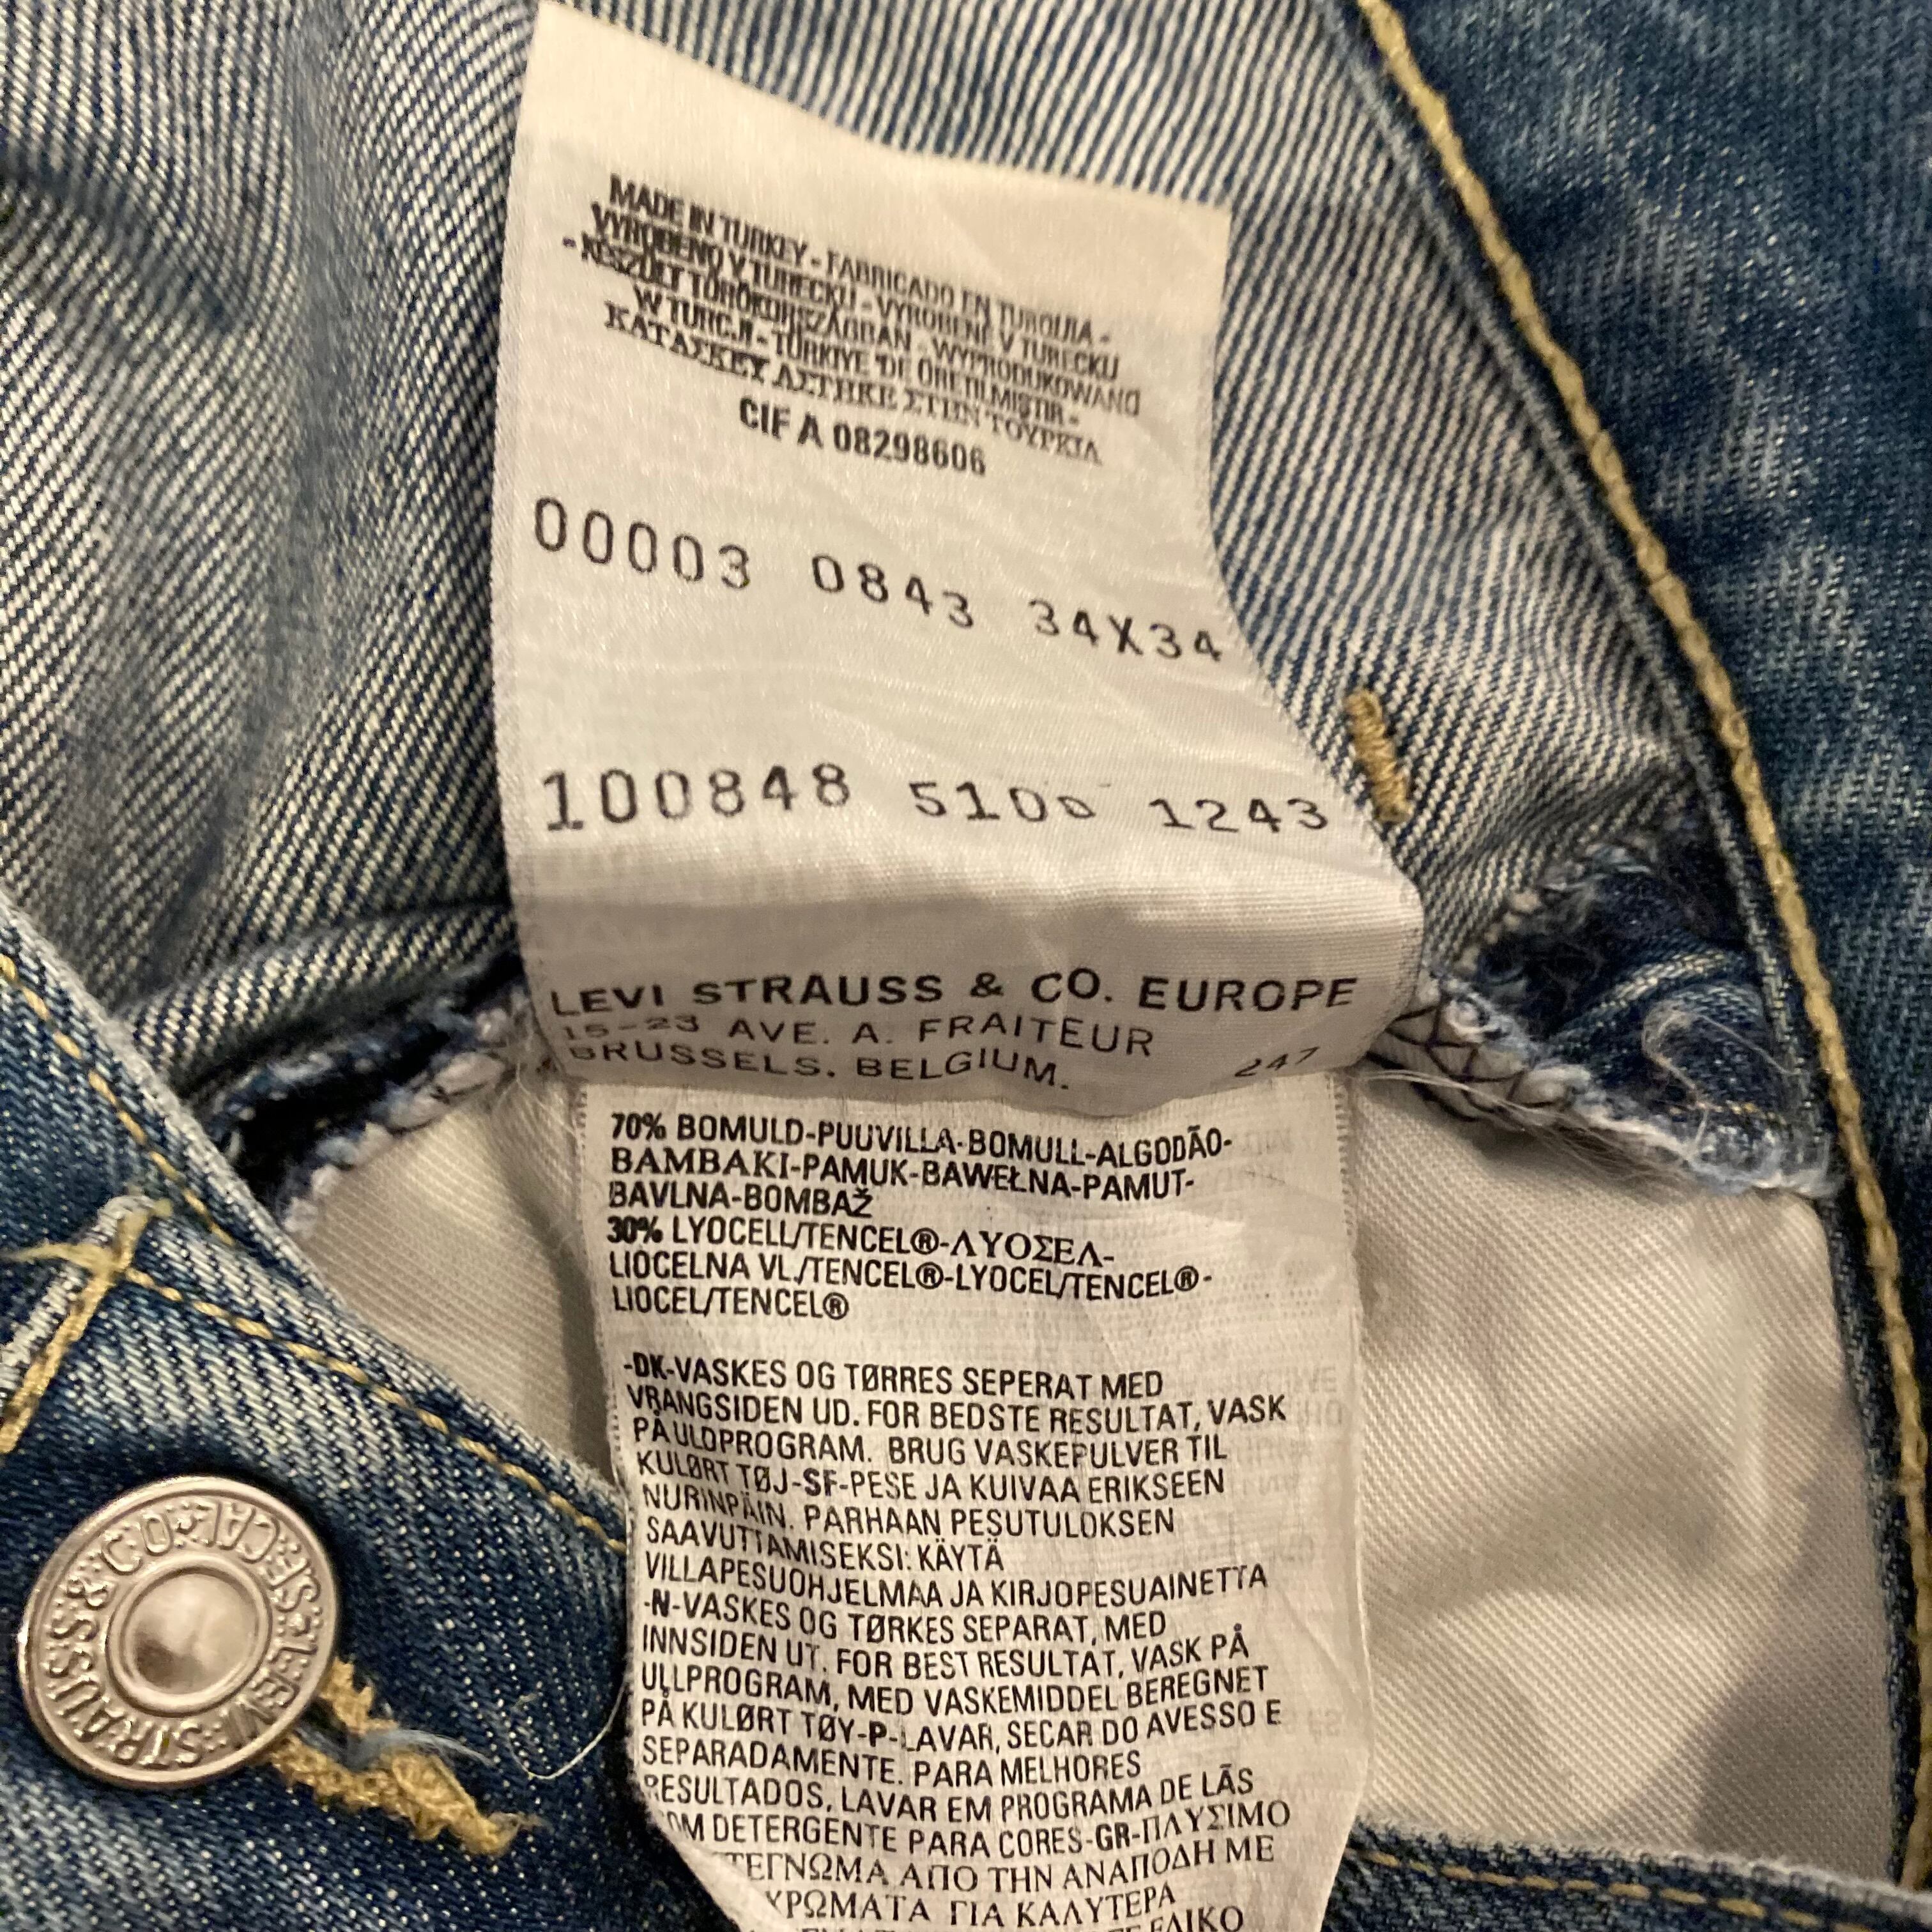 MADE IN TURKEY - FABRICADO EN TURQUIA -
VYROBENO V TURECKU - VYROBENÉ V TURECKU
- KÉSZÜLT TÖRÖKORSZÁGBAN - WYPRODUKOWANO
W TURCJI - TÜRKIYE 'DE ÜRETILMIŞTIR -
ΚΑΤΑΣΚΕΥΑΣΤΗΚΕ ΣΤΗΝ ΤΟΥΡΚΙΑ
CIF A 08298606
00003 0843 34X34
100848 1243
LEVI STRAUSS & CO. EUROPE
15-23 AVE. A. FRAITEUR
BRUSSELS. BELGIUM. 247
70% BOMULD-PUUVILLA-BOMULL-ALGODÃO-
BAMBAKI-PAMUK-BAWEŁNA-PAMUT-
BAVLNA-BOMBAŽ
30% LYOCELL/TENCEL®-ΛΥΟΣΕΛ-
LIOCELNA VL./TENCEL®-LYOCEL/TENCEL®-
LIOCEL/TENCEL®
-DK-VASKES OG TØRRES SEPERAT MED
VRANGSIDEN UD. FOR BEDSTE RESULTAT, VASK
PÅ ULDPROGRAM. BRUG VASKEPULVER TIL
KULØRT TØJ-SF-PESE JA KUIVAA ERIKSEEN
NURINPÄIN. PARHAAN PESUTULOKSEN
SAAVUTTAMISEKSI: KÄYTÄ
VILLAPESUOHJELMAA JA KIRJOPESUAINETTA
-N-VASKES OG TØRKES SEPARAT, MED
INNSIDEN UT. FOR BEST RESULTAT, VASK PÅ
ULLPROGRAM, MED VASKEMIDDEL BEREGNET
PÅ KULØRT TØY-P-LAVAR, SECAR DO AVESSO E
SEPARADAMENTE. PARA MELHORES
RESULTADOS, LAVAR EM PROGRAMA DE LÃS
COM DETERGENTE PARA CORES-GR-ΠΛΥΣΙΜΟ
ΣΤΕΓΝΩΜΑ ΑΠΟ ΤΗΝ ΑΝΑΠΟΔΗ ΜΕ
ΧΡΩΜΑΤΑ ΓΙΑ ΚΑΛΥΤΕΡΑ
LEVI STRAUSS & CO S.F. CAL